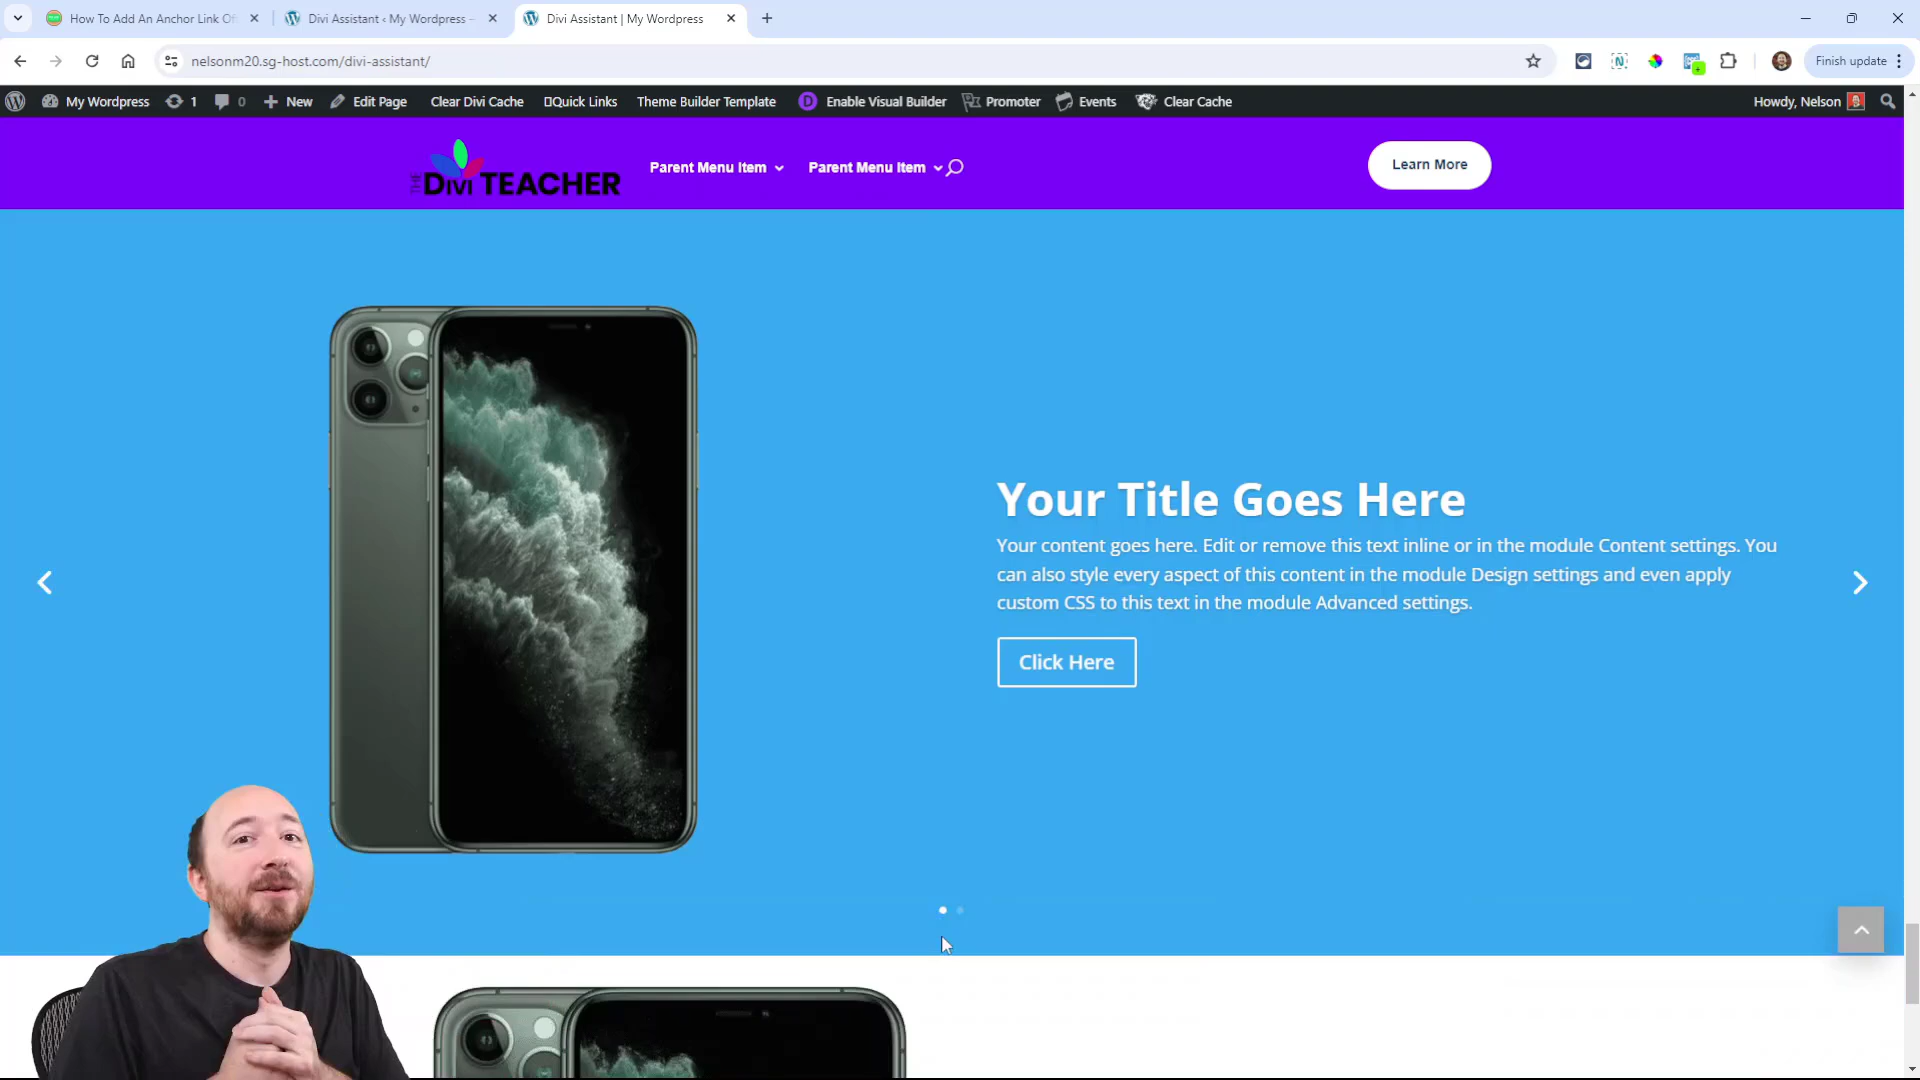 How To Add An Anchor Link Of
Divi Assistant ‹ My Wordpress –
Divi Assistant | My Wordpress
nelsonm20.sg-host.com/divi-assistant/
Finish update
My Wordpress
1
0
New
Edit Page
Clear Divi Cache
Quick Links
Theme Builder Template
Enable Visual Builder
Promoter
Events
Clear Cache
Howdy, Nelson
THE DIVI TEACHER
Parent Menu Item
Parent Menu Item
Learn More
Your Title Goes Here
Your content goes here. Edit or remove this text inline or in the module Content settings. You
can also style every aspect of this content in the module Design settings and even apply
custom CSS to this text in the module Advanced settings.
Click Here